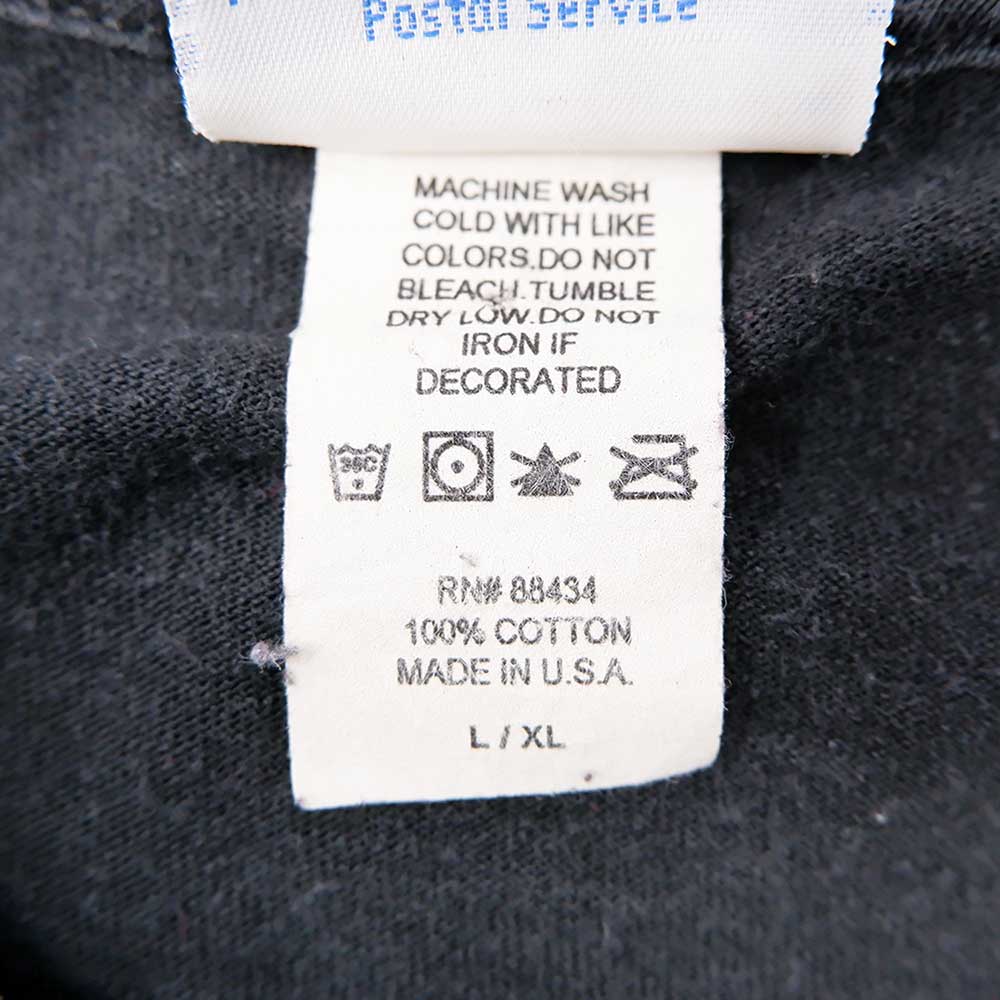 Postal Service
MACHINE WASH
COLD WITH LIKE
COLORS.DO NOT
BLEACH.TUMBLE
DRY LOW.DO NOT
IRON IF
DECORATED
30C
RN# 88434
100% COTTON
MADE IN U.S.A.
L / XL